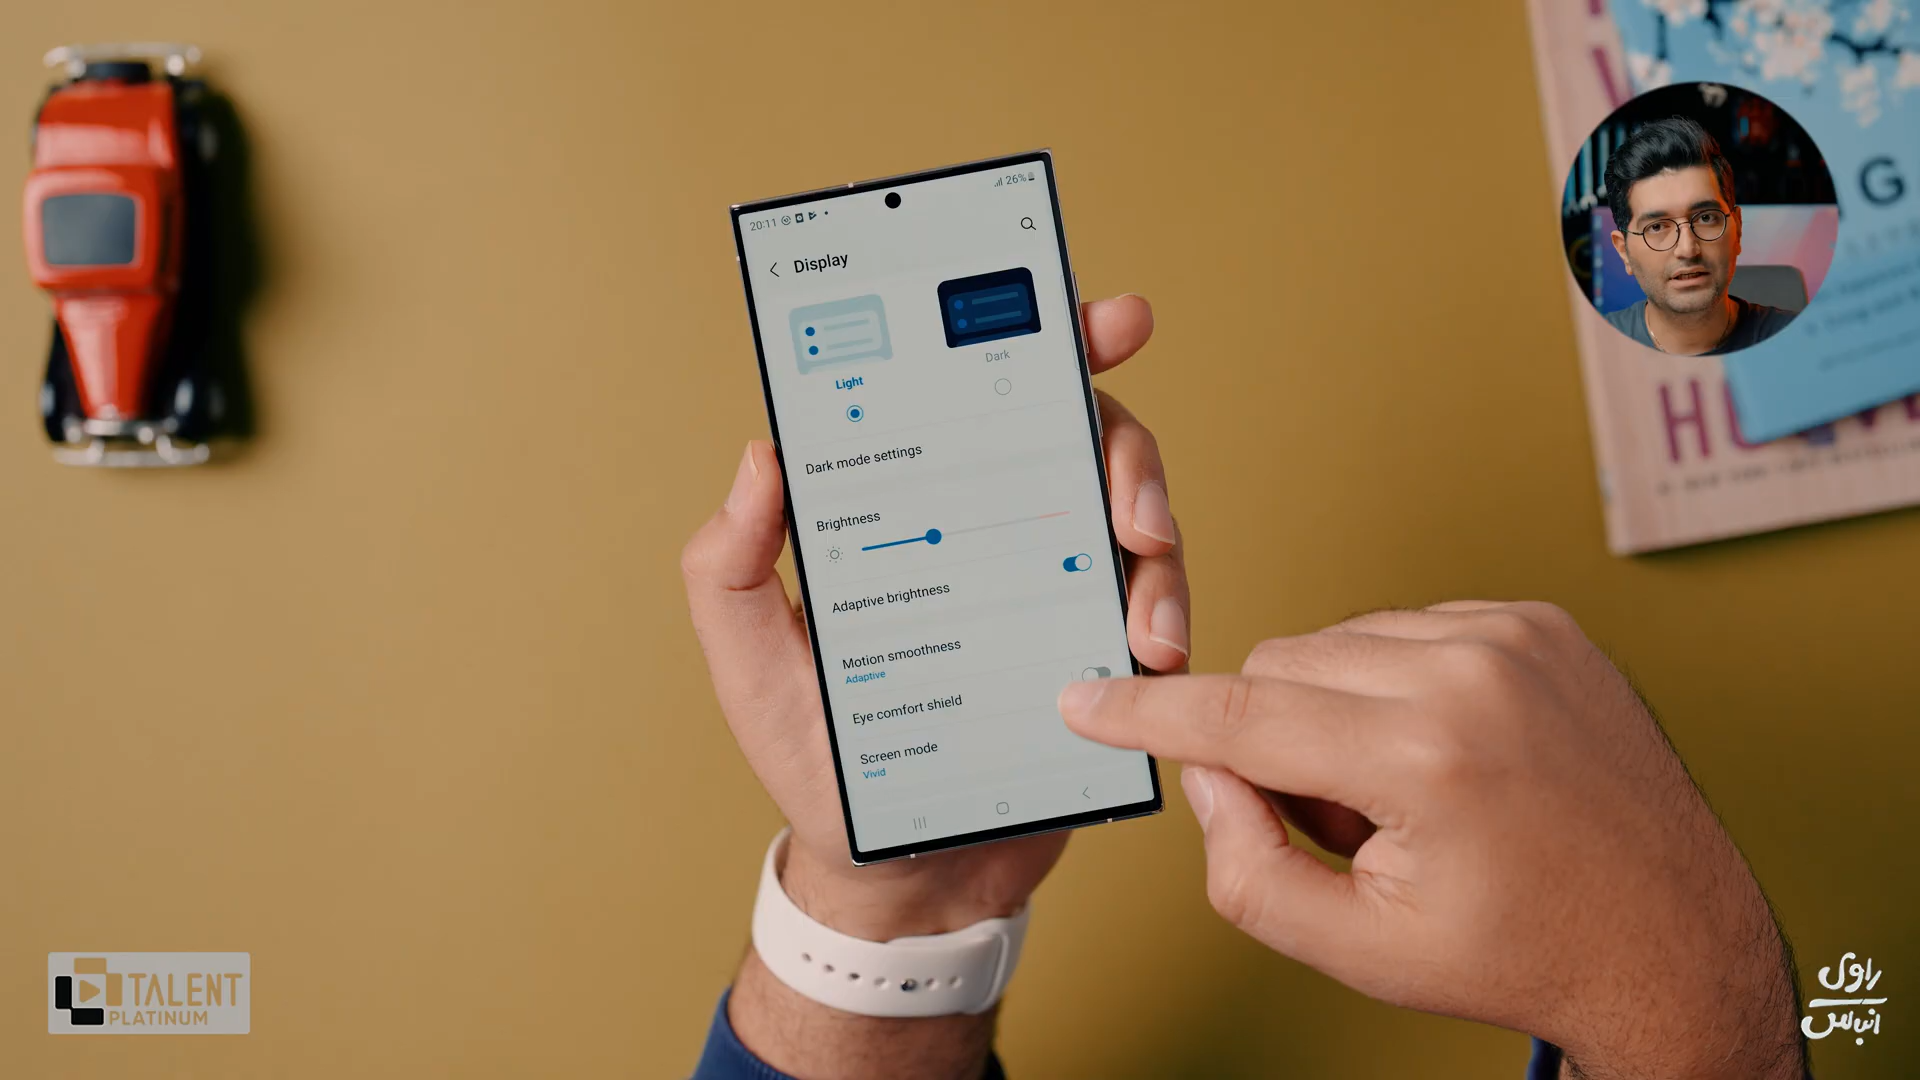 20:11
26%
Display
Light
Dark
Dark mode settings
Brightness
Adaptive brightness
Motion smoothness
Adaptive
Eye comfort shield
Screen mode
Vivid
G
TALENT
PLATINUM
راوی
آنباکس